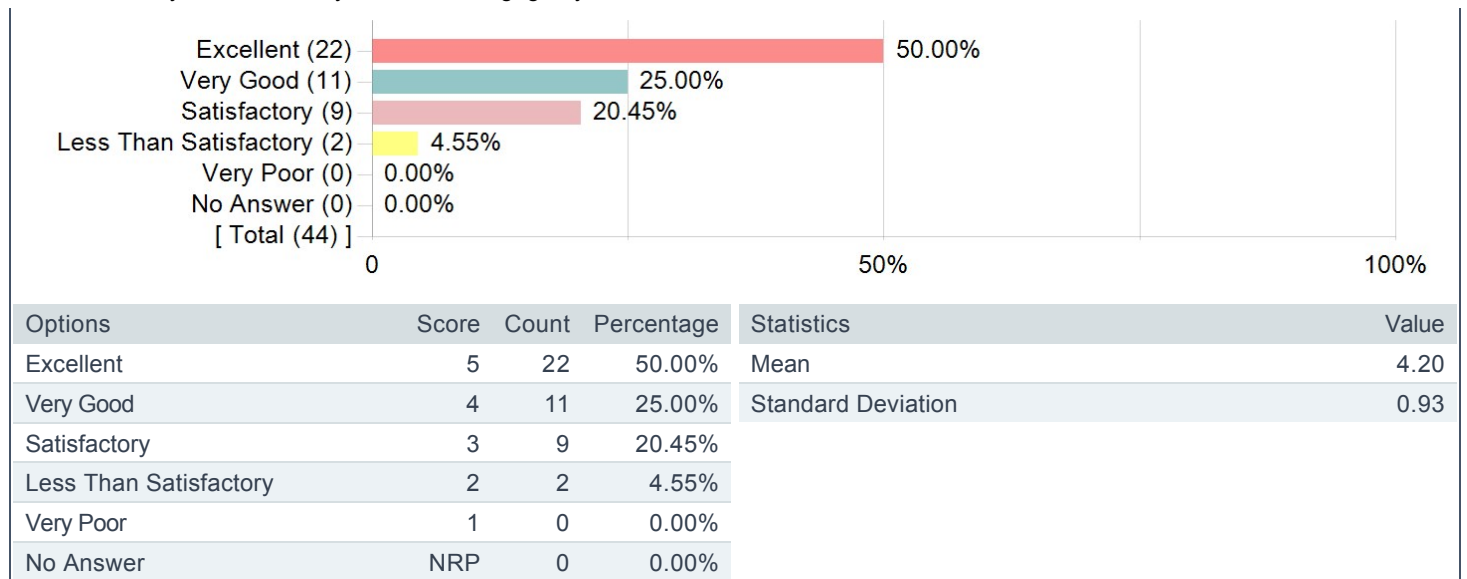 Excellent (22) 50.00%
Very Good (11) 25.00%
Satisfactory (9) 20.45%
Less Than Satisfactory (2) 4.55%
Very Poor (0) 0.00%
No Answer (0) 0.00%
[ Total (44) ]
0 50% 100%
Options Score Count Percentage
Excellent 5 22 50.00%
Very Good 4 11 25.00%
Satisfactory 3 9 20.45%
Less Than Satisfactory 2 2 4.55%
Very Poor 1 0 0.00%
No Answer NRP 0 0.00%
Statistics Value
Mean 4.20
Standard Deviation 0.93